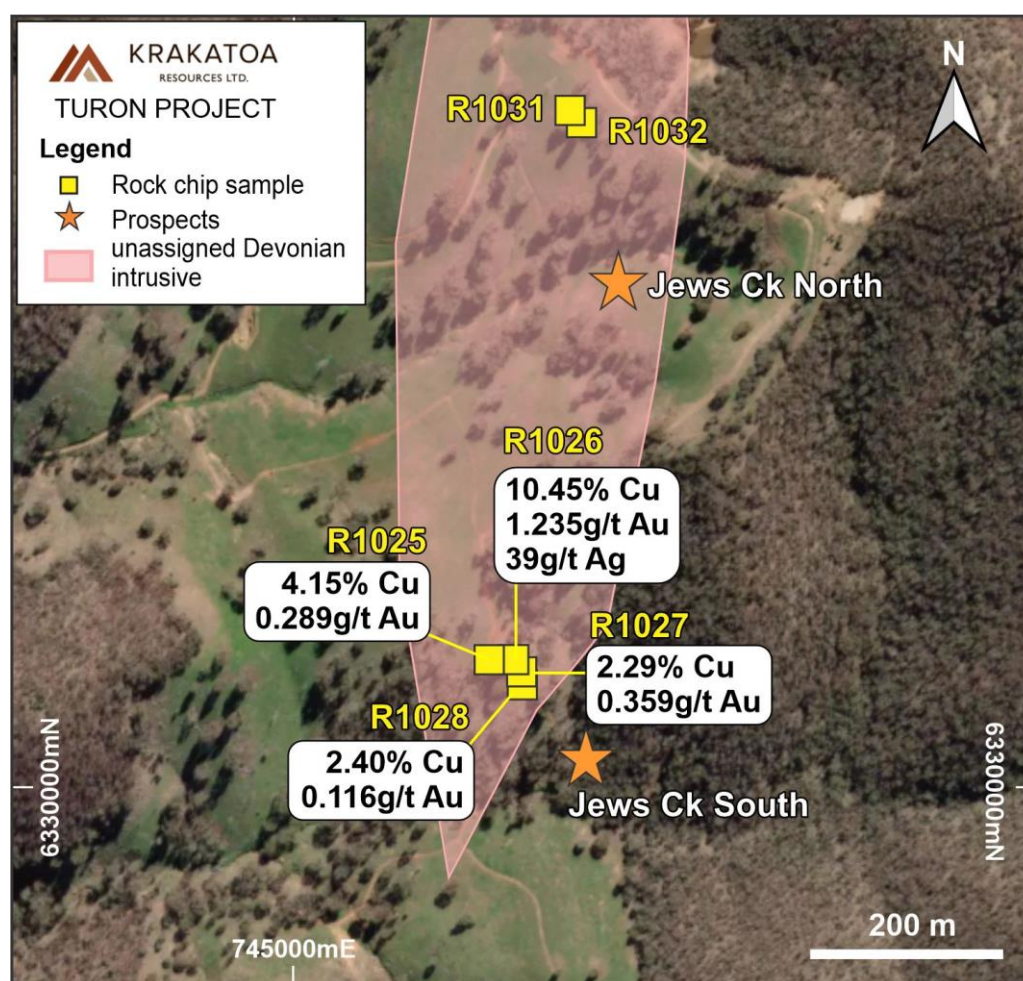 KRAKATOA
RESOURCES LTD.
TURON PROJECT
Legend
Rock chip sample
Prospects
unassigned Devonian
intrusive
N
R1031
R1032
Jews Ck North
R1026
10.45% Cu
1.235g/t Au
39g/t Ag
R1025
4.15% Cu
0.289g/t Au
R1027
2.29% Cu
0.359g/t Au
R1028
2.40% Cu
0.116g/t Au
Jews Ck South
6330000mN
6330000mN
745000mE
200 m